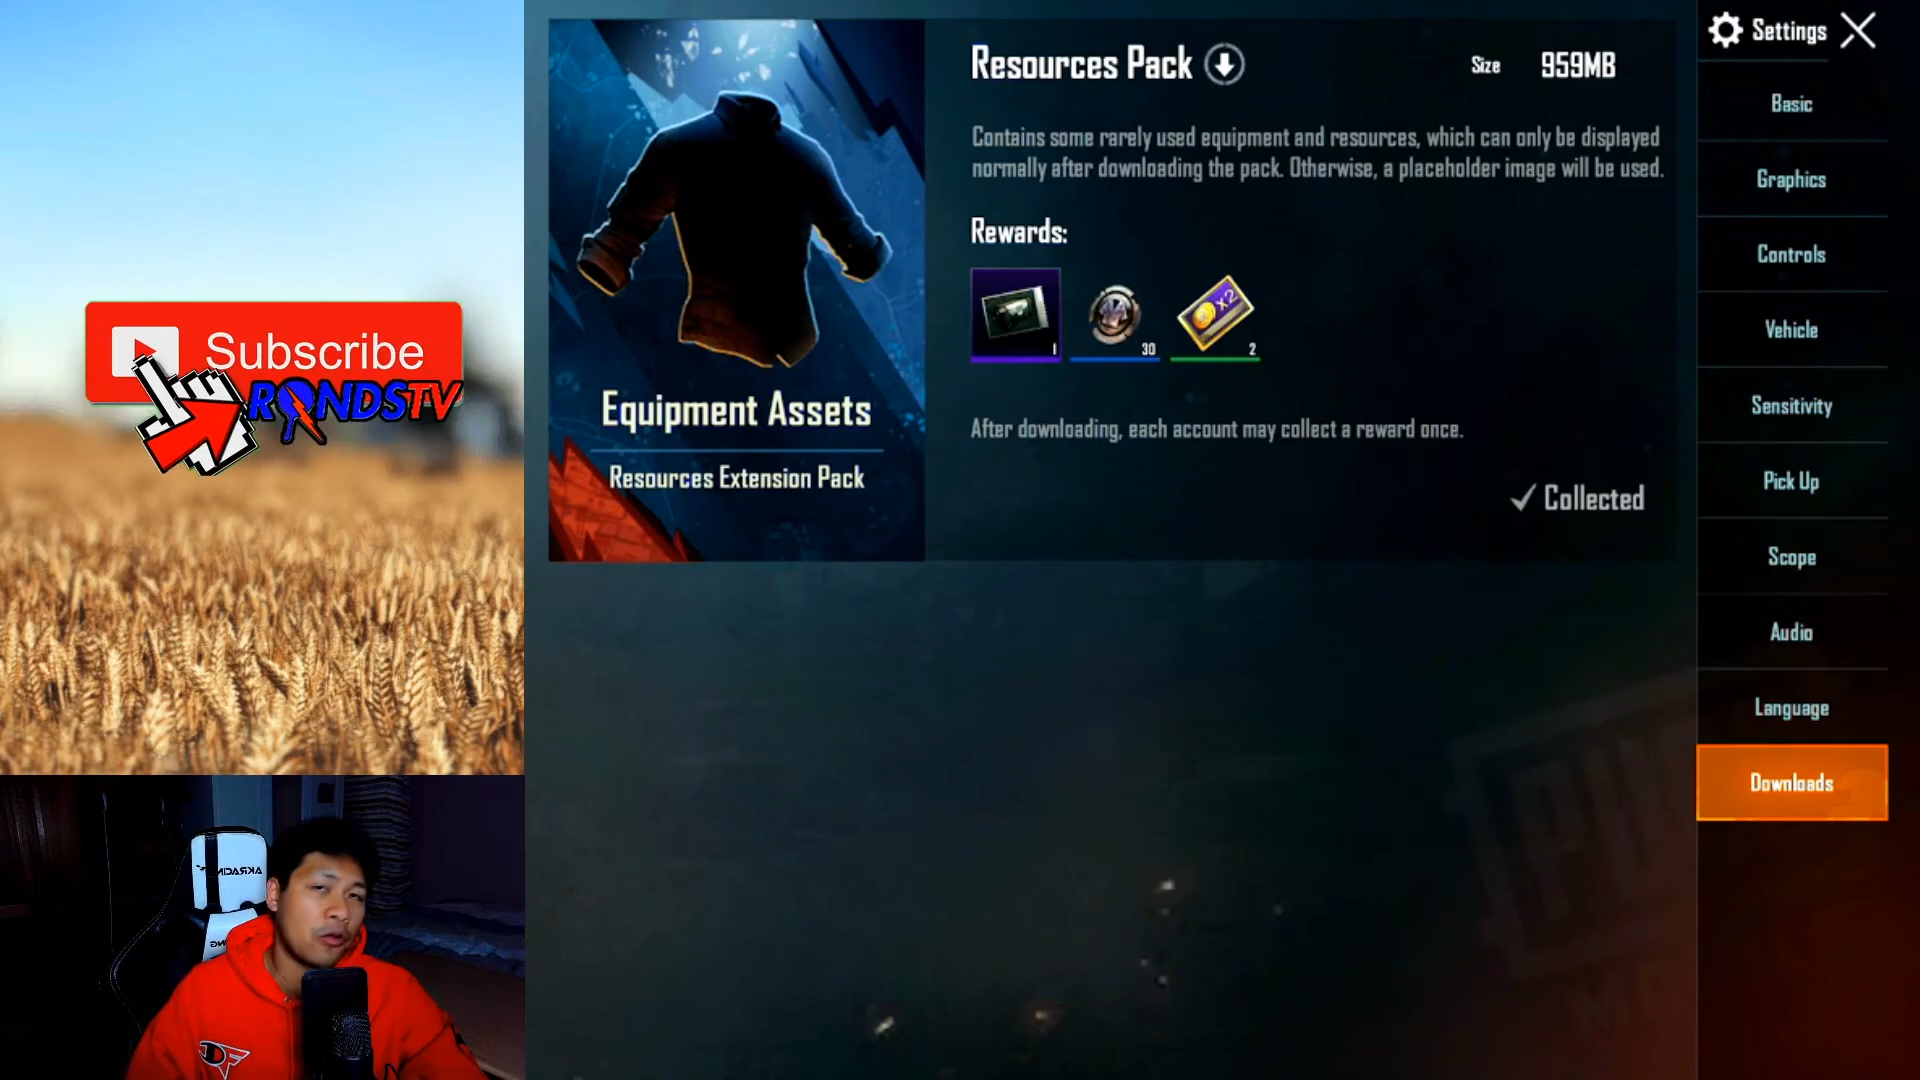 Subscribe
RONDSTV
Equipment Assets
Resources Extension Pack
Resources Pack
Size 959MB
Contains some rarely used equipment and resources, which can only be displayed
normally after downloading the pack. Otherwise, a placeholder image will be used.
Rewards:
1
30
x2
2
After downloading, each account may collect a reward once.
Collected
Settings
Basic
Graphics
Controls
Vehicle
Sensitivity
Pick Up
Scope
Audio
Language
Downloads
AKRACING